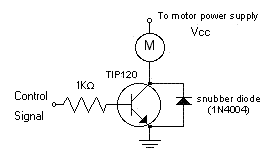 To motor power supply
Vcc
M
TIP120
1KΩ
Control
Signal
snubber diode
(1N4004)